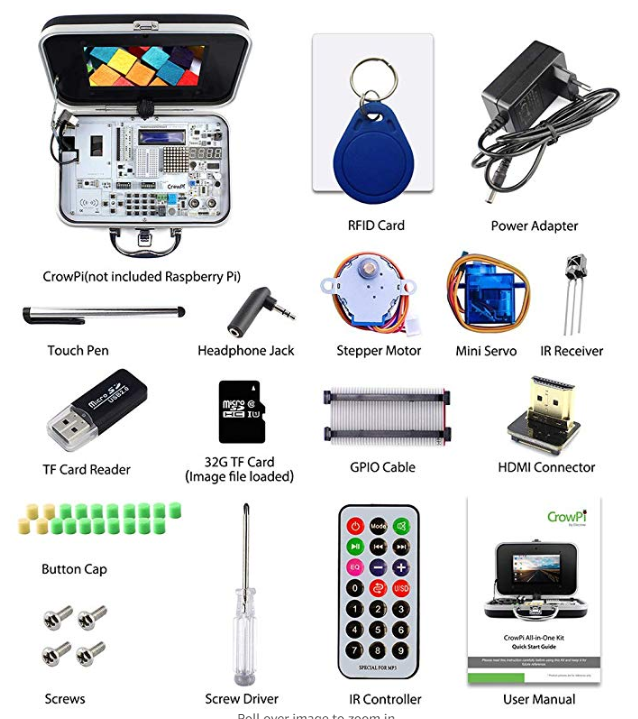 CrowPi
RFID Card
Power Adapter
CrowPi(not included Raspberry Pi)
Touch Pen
Headphone Jack
Stepper Motor
Mini Servo
IR Receiver
Micro SD
USB2.0
Micro
SD
HC I U1
TF Card Reader
32G TF Card
(Image file loaded)
GPIO Cable
HDMI Connector
Button Cap
Mode
EQ
0
U/SD
1 2 3
4 5 6
7 8 9
SPECIAL FOR MP3
CrowPi
CrowPi All-in-One Kit
Quick Start Guide
Screws
Screw Driver
IR Controller
User Manual
Roll over image to zoom in